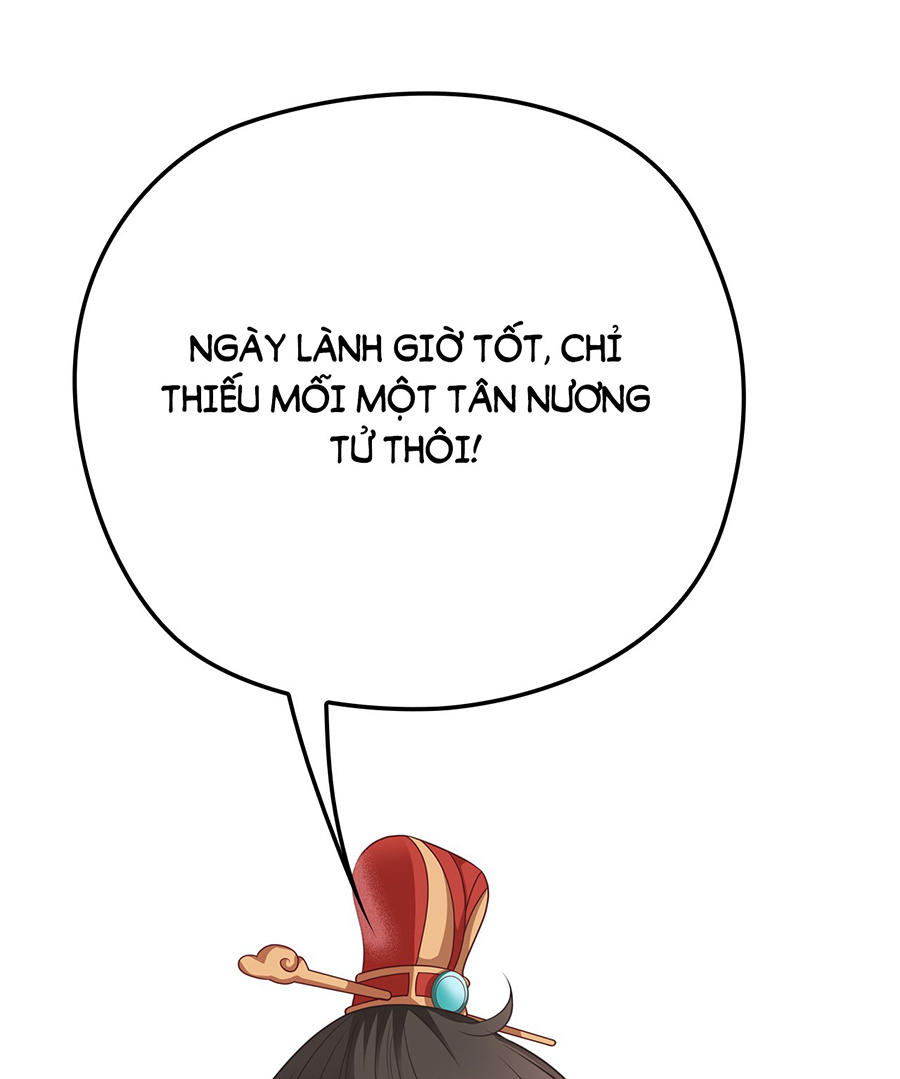 NGÀY LÀNH GIỜ TỐT, CHỈ
THIẾU MỖI MỘT TÂN NƯƠNG
TỬ THÔI!